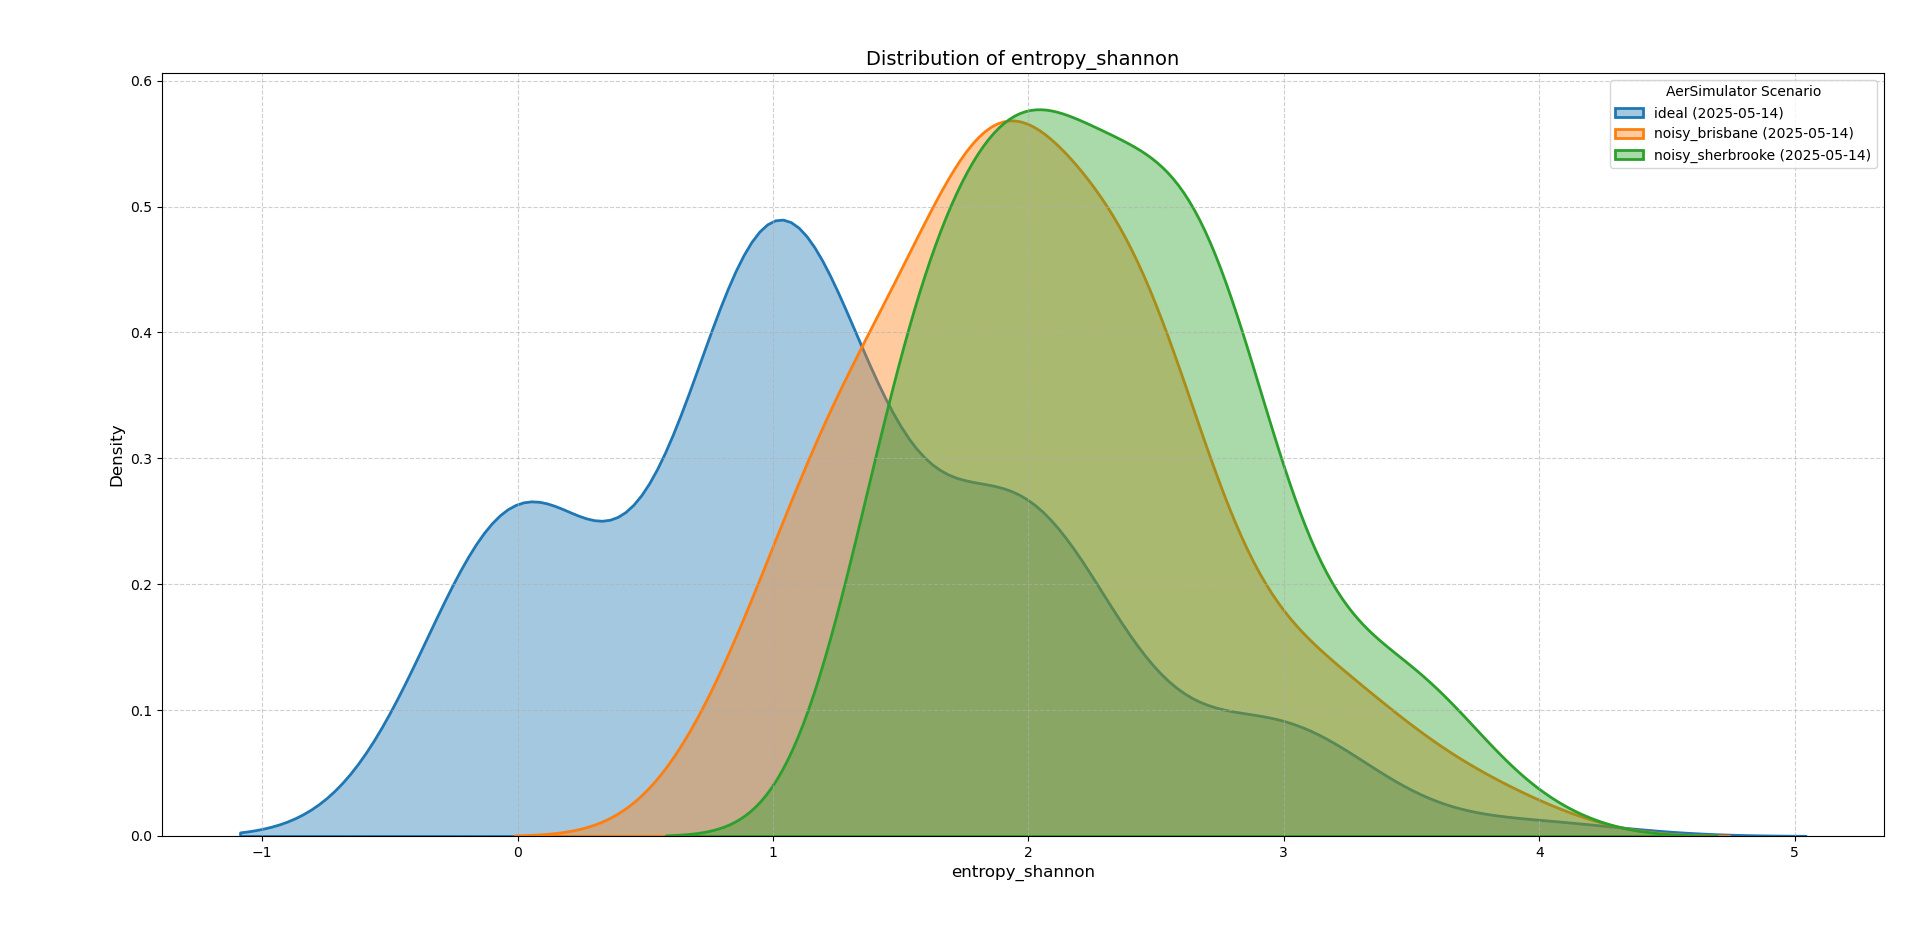 Distribution of entropy_shannon
AerSimulator Scenario
ideal (2025-05-14)
noisy_brisbane (2025-05-14)
noisy_sherbrooke (2025-05-14)
Density
0.6
0.5
0.4
0.3
0.2
0.1
0.0
−1 0 1 2 3 4 5
entropy_shannon